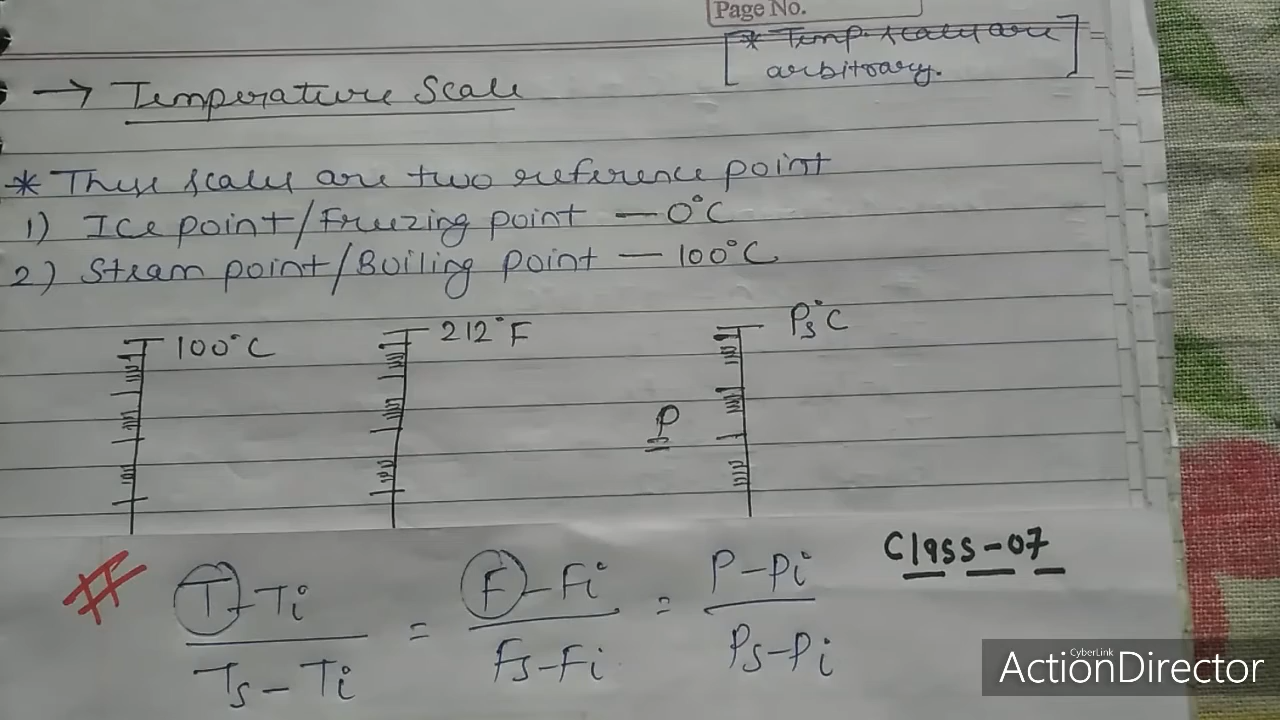 Page No.
[* Temp. scales are
arbitrary.]
→ Temperature Scale
* These scales are two reference point
1) Ice point/Freezing point — 0°C
2) Steam point/Boiling point — 100°C
100°C 212°F Ps°C
P
# T-Ti / Ts-Ti = F-Fi / Fs-Fi = P-Pi / Ps-Pi
Class-07
CyberLink
ActionDirector